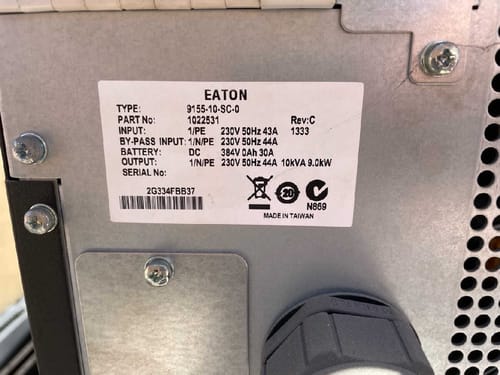 EATON
TYPE: 9155-10-SC-0
PART No: 1022531 Rev:C
INPUT: 1/PE 230V 50Hz 43A 1333
BY-PASS INPUT: 1/N/PE 230V 50Hz 44A
BATTERY: DC 384V 0Ah 30A
OUTPUT: 1/N/PE 230V 50Hz 44A 10kVA 9.0kW
SERIAL No:
2G334FBB37
20
N869
MADE IN TAIWAN